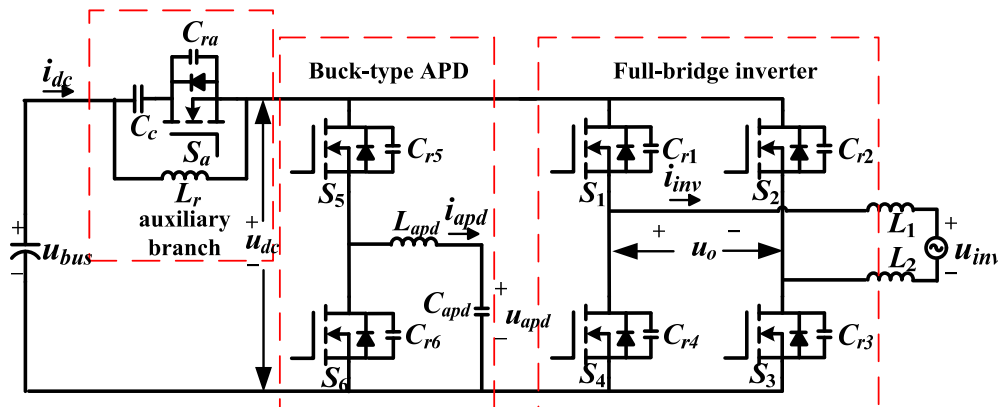 C_ra
i_dc
C_c
S_a
L_r
auxiliary
branch
+
u_bus
−
+
u_dc
−
Buck-type APD
C_r5
S_5
L_apd
i_apd
C_apd
+
u_apd
−
C_r6
S_6
Full-bridge inverter
C_r1
S_1
i_inv
C_r2
S_2
+ u_o −
L_1
L_2
+
u_inv
−
C_r4
S_4
C_r3
S_3